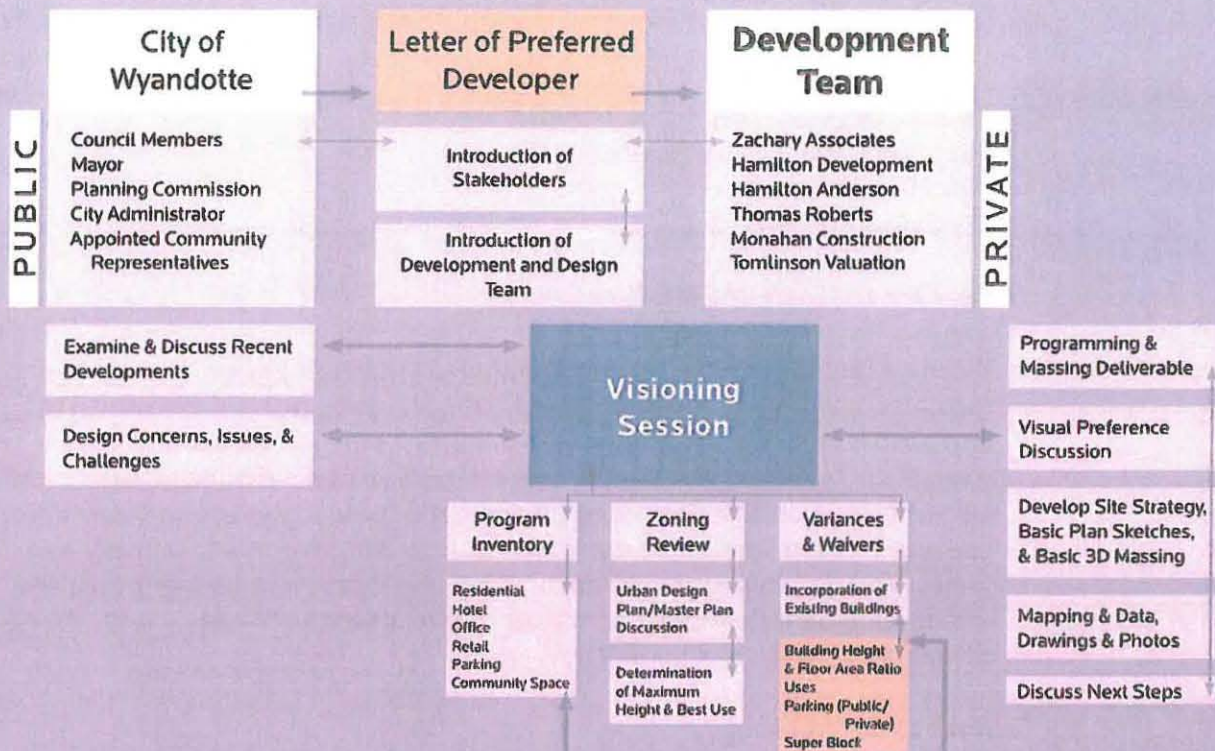 PUBLIC
City of
Wyandotte
Council Members
Mayor
Planning Commission
City Administrator
Appointed Community
Representatives
Letter of Preferred
Developer
Introduction of
Stakeholders
Introduction of
Development and Design
Team
Development
Team
Zachary Associates
Hamilton Development
Hamilton Anderson
Thomas Roberts
Monahan Construction
Tomlinson Valuation
PRIVATE
Examine & Discuss Recent
Developments
Design Concerns, Issues, &
Challenges
Visioning
Session
Programming &
Massing Deliverable
Visual Preference
Discussion
Develop Site Strategy,
Basic Plan Sketches,
& Basic 3D Massing
Mapping & Data,
Drawings & Photos
Discuss Next Steps
Program
Inventory
Residential
Hotel
Office
Retail
Parking
Community Space
Zoning
Review
Urban Design
Plan/Master Plan
Discussion
Determination
of Maximum
Height & Best Use
Variances
& Waivers
Incorporation of
Existing Buildings
Building Height
& Floor Area Ratio
Uses
Parking (Public/
Private)
Super Block